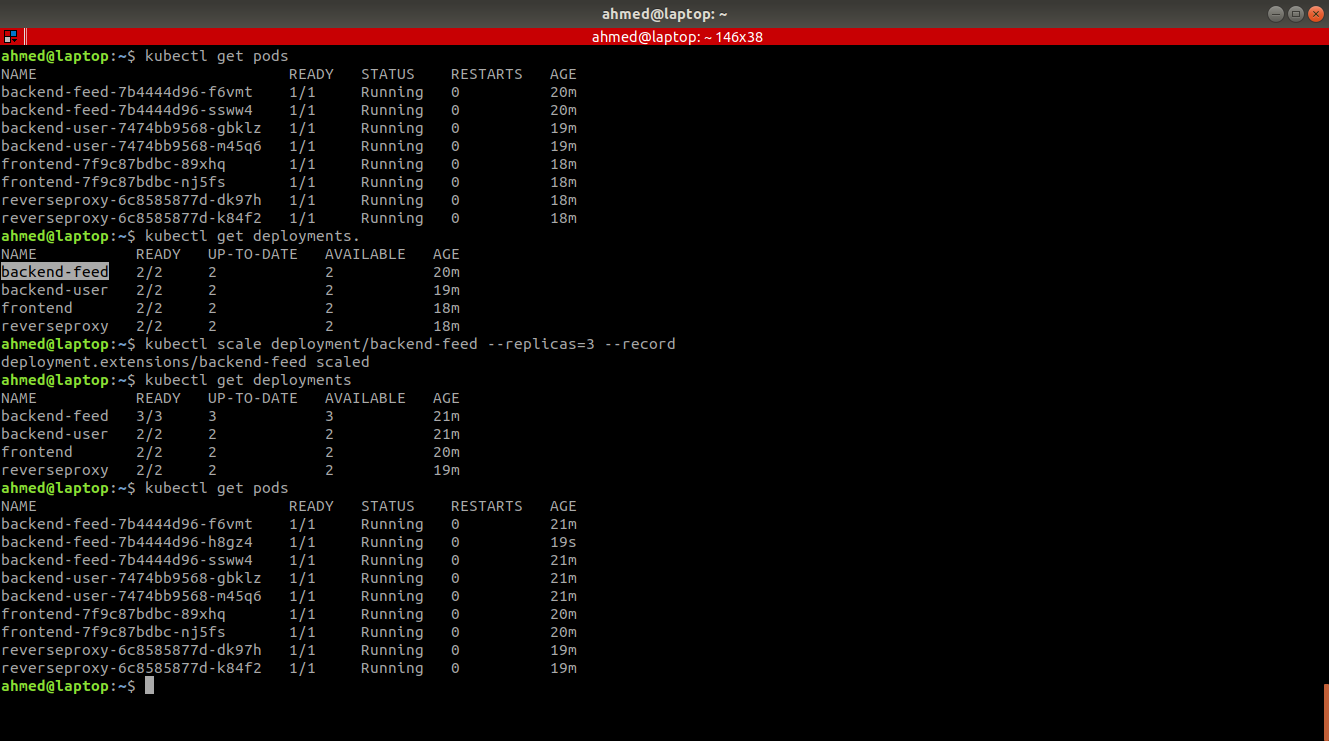 ahmed@laptop: ~
ahmed@laptop: ~ 146x38
ahmed@laptop:~$ kubectl get pods
NAME                            READY   STATUS    RESTARTS   AGE
backend-feed-7b4444d96-f6vmt    1/1     Running   0          20m
backend-feed-7b4444d96-ssww4    1/1     Running   0          20m
backend-user-7474bb9568-gbklz   1/1     Running   0          19m
backend-user-7474bb9568-m45q6   1/1     Running   0          19m
frontend-7f9c87bdbc-89xhq       1/1     Running   0          18m
frontend-7f9c87bdbc-nj5fs       1/1     Running   0          18m
reverseproxy-6c8585877d-dk97h   1/1     Running   0          18m
reverseproxy-6c8585877d-k84f2   1/1     Running   0          18m
ahmed@laptop:~$ kubectl get deployments.
NAME           READY   UP-TO-DATE   AVAILABLE   AGE
backend-feed   2/2     2            2           20m
backend-user   2/2     2            2           19m
frontend       2/2     2            2           18m
reverseproxy   2/2     2            2           18m
ahmed@laptop:~$ kubectl scale deployment/backend-feed --replicas=3 --record
deployment.extensions/backend-feed scaled
ahmed@laptop:~$ kubectl get deployments
NAME           READY   UP-TO-DATE   AVAILABLE   AGE
backend-feed   3/3     3            3           21m
backend-user   2/2     2            2           21m
frontend       2/2     2            2           20m
reverseproxy   2/2     2            2           19m
ahmed@laptop:~$ kubectl get pods
NAME                            READY   STATUS    RESTARTS   AGE
backend-feed-7b4444d96-f6vmt    1/1     Running   0          21m
backend-feed-7b4444d96-h8gz4    1/1     Running   0          19s
backend-feed-7b4444d96-ssww4    1/1     Running   0          21m
backend-user-7474bb9568-gbklz   1/1     Running   0          21m
backend-user-7474bb9568-m45q6   1/1     Running   0          21m
frontend-7f9c87bdbc-89xhq       1/1     Running   0          20m
frontend-7f9c87bdbc-nj5fs       1/1     Running   0          20m
reverseproxy-6c8585877d-dk97h   1/1     Running   0          19m
reverseproxy-6c8585877d-k84f2   1/1     Running   0          19m
ahmed@laptop:~$